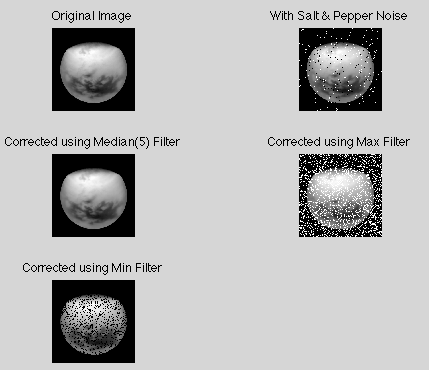 Original Image
With Salt & Pepper Noise
Corrected using Median(5) Filter
Corrected using Max Filter
Corrected using Min Filter